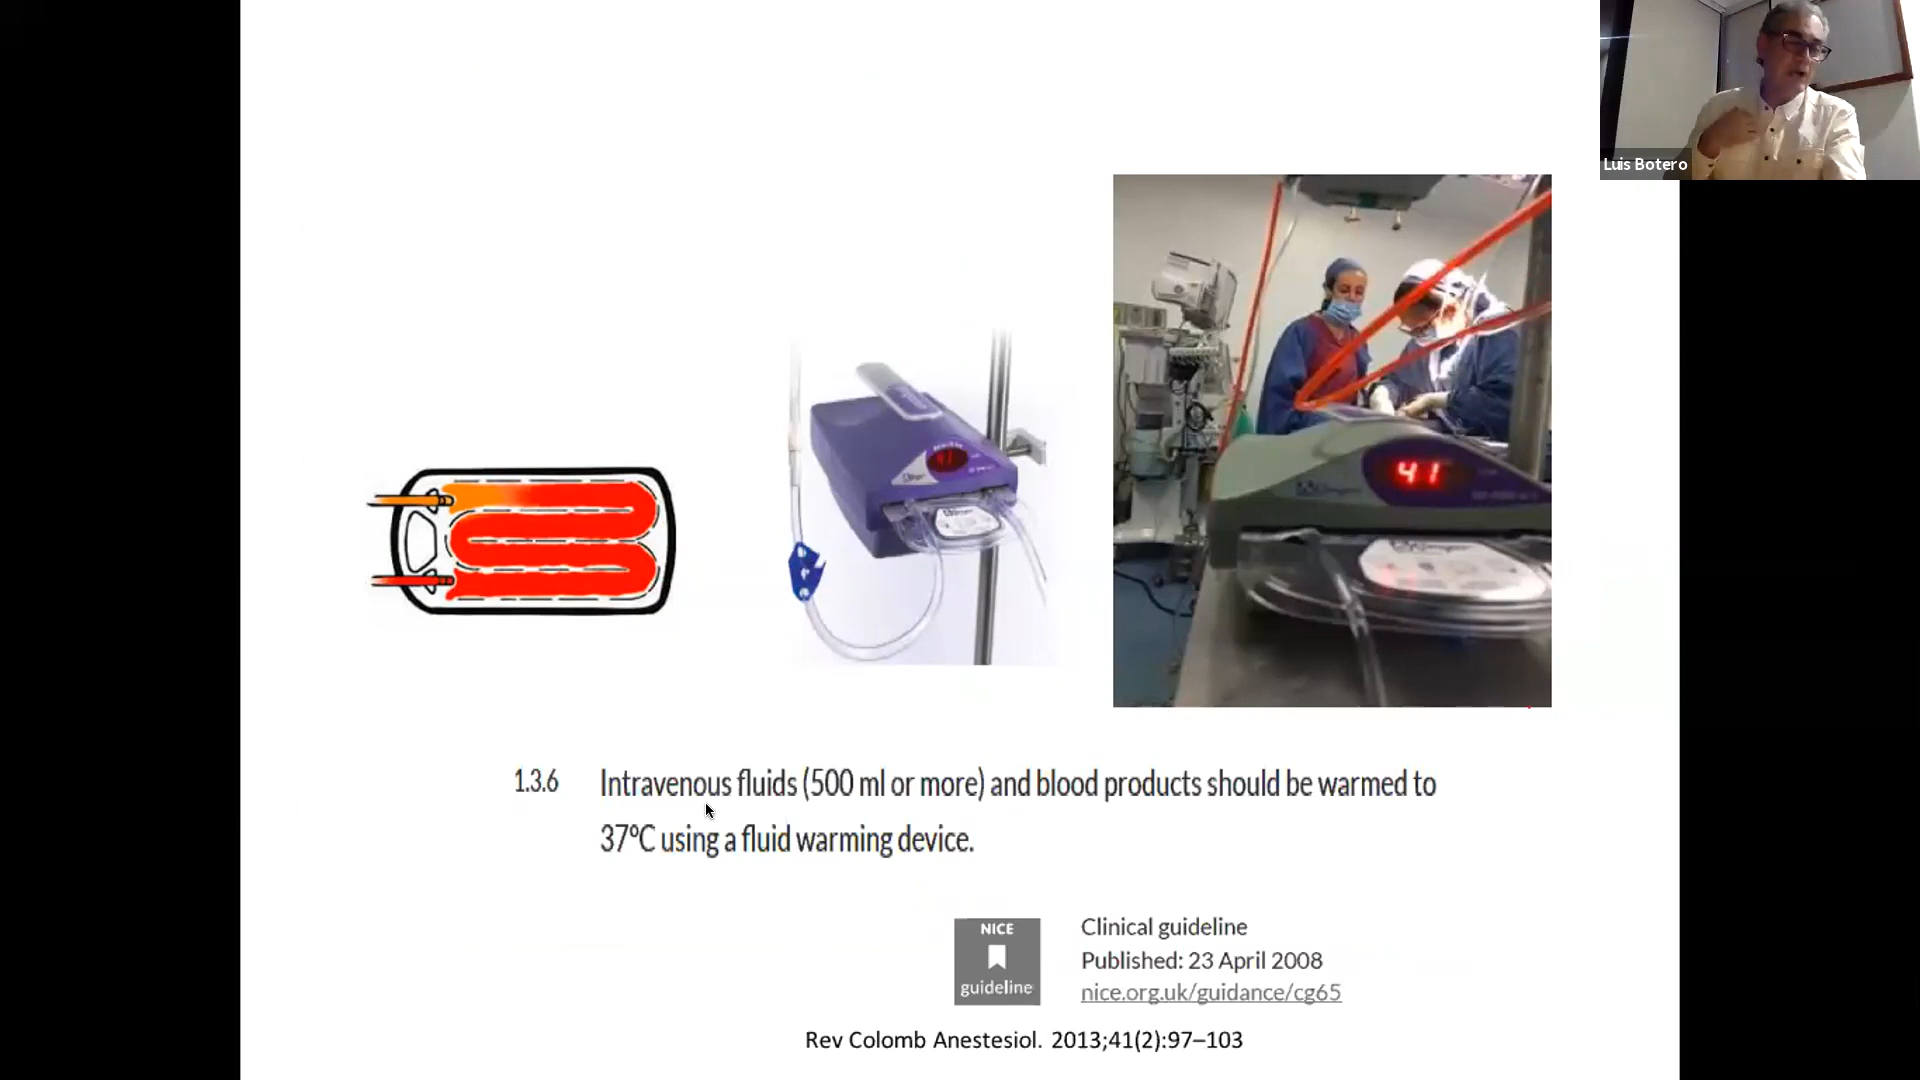 Luis Botero
41
41
1.3.6 Intravenous fluids (500 ml or more) and blood products should be warmed to
37ºC using a fluid warming device.
NICE
guideline
Clinical guideline
Published: 23 April 2008
nice.org.uk/guidance/cg65
Rev Colomb Anestesiol. 2013;41(2):97–103